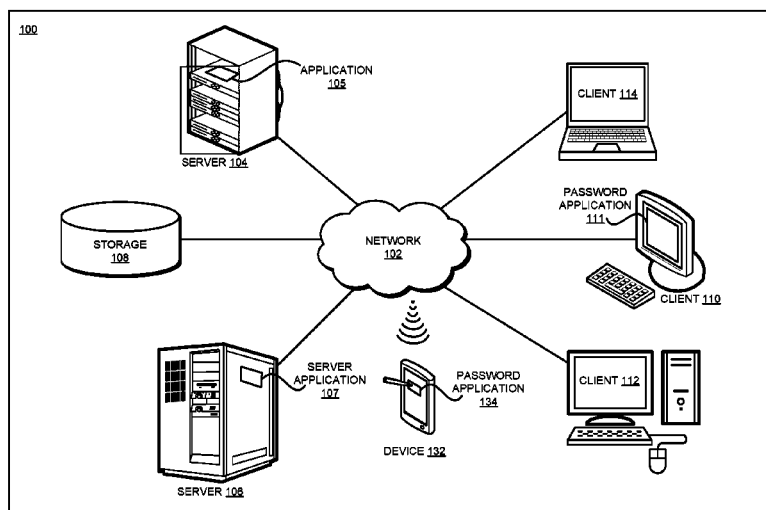 100
APPLICATION
105
SERVER 104
CLIENT 114
PASSWORD
APPLICATION
111
CLIENT 110
STORAGE
108
NETWORK
102
SERVER
APPLICATION
107
SERVER 106
PASSWORD
APPLICATION
134
DEVICE 132
CLIENT 112